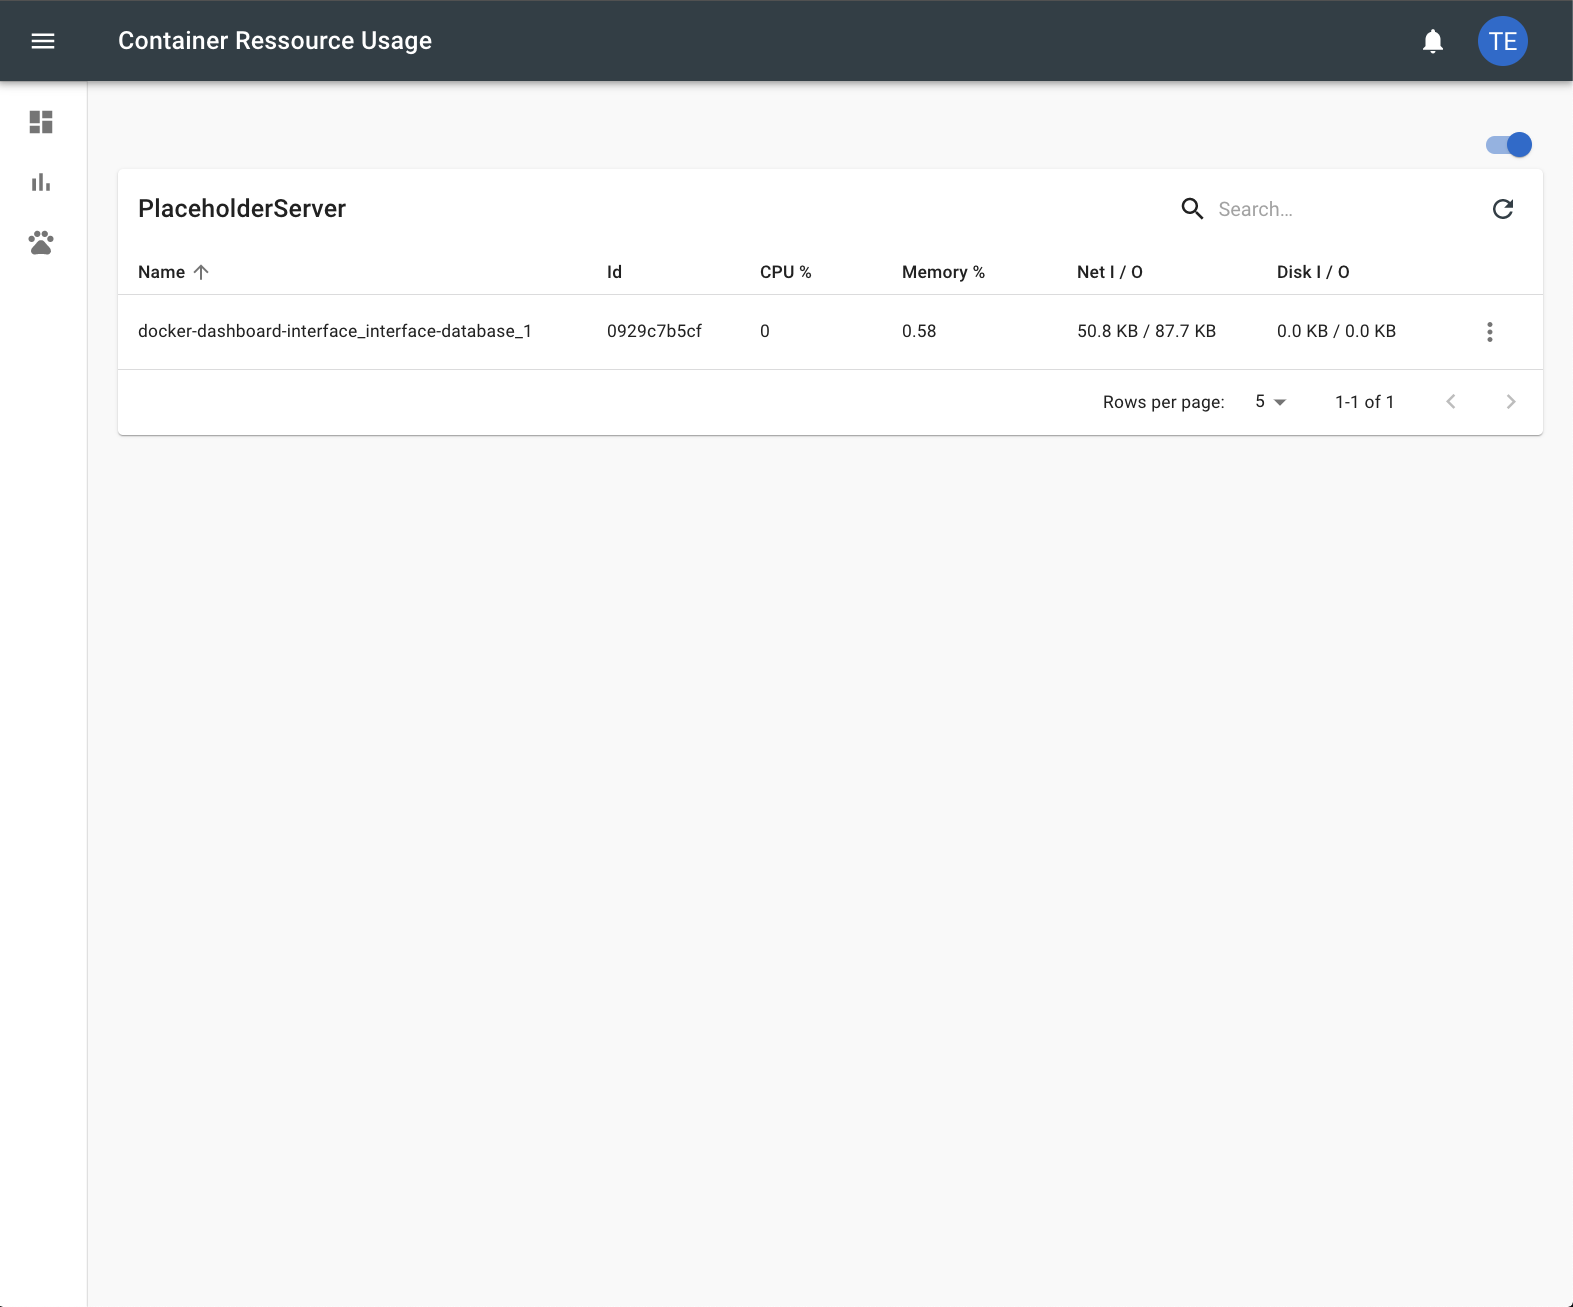 Container Ressource Usage
TE
PlaceholderServer
Search...
Name Id CPU % Memory % Net I / O Disk I / O
docker-dashboard-interface_interface-database_1 0929c7b5cf 0 0.58 50.8 KB / 87.7 KB 0.0 KB / 0.0 KB
Rows per page: 5 1-1 of 1